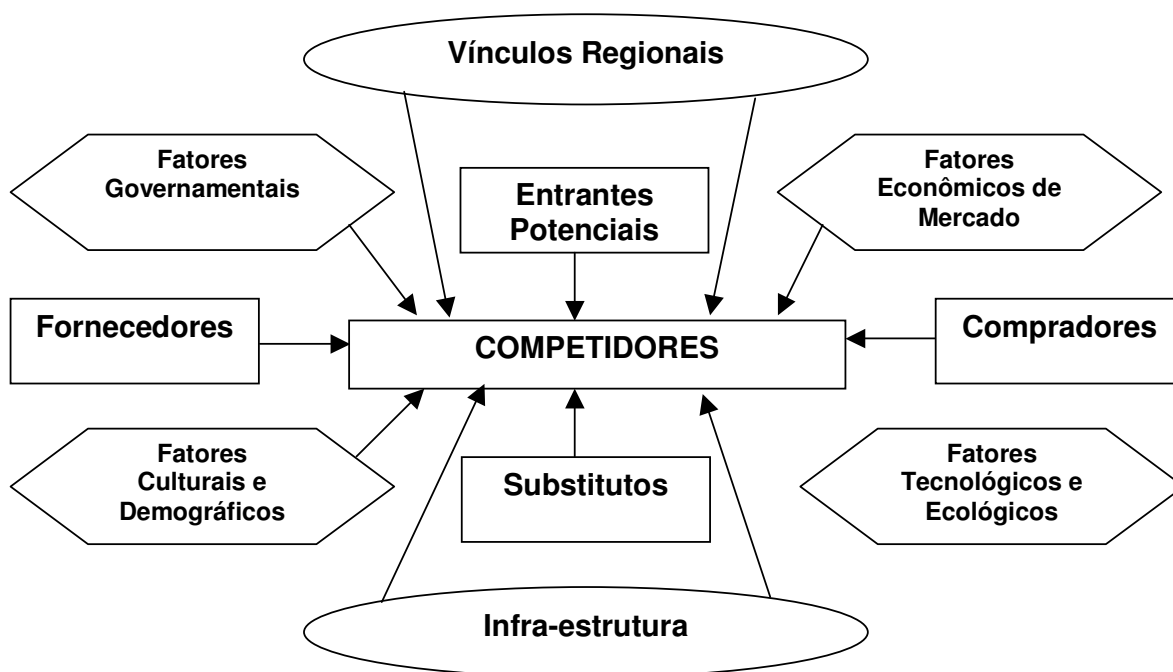 Vínculos Regionais
Fatores
Governamentais
Entrantes
Potenciais
Fatores
Econômicos de
Mercado
Fornecedores
COMPETIDORES
Compradores
Fatores
Culturais e
Demográficos
Substitutos
Fatores
Tecnológicos e
Ecológicos
Infra-estrutura